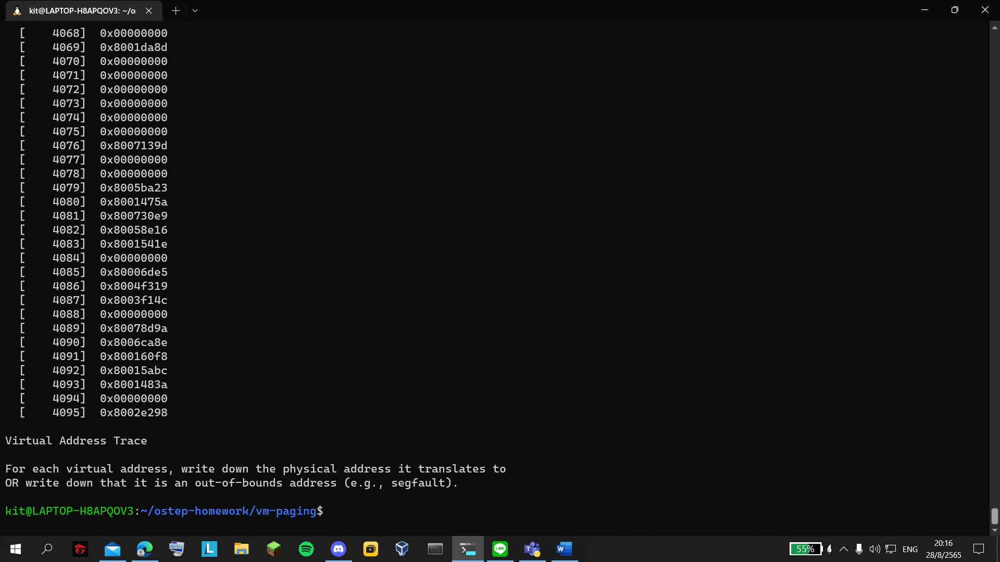 kit@LAPTOP-H8APQOV3: ~/o
[    4068]  0x00000000
[    4069]  0x8001da8d
[    4070]  0x00000000
[    4071]  0x00000000
[    4072]  0x00000000
[    4073]  0x00000000
[    4074]  0x00000000
[    4075]  0x00000000
[    4076]  0x8007139d
[    4077]  0x00000000
[    4078]  0x00000000
[    4079]  0x8005ba23
[    4080]  0x8001475a
[    4081]  0x800730e9
[    4082]  0x80058e16
[    4083]  0x8001541e
[    4084]  0x00000000
[    4085]  0x80006de5
[    4086]  0x8004f319
[    4087]  0x8003f14c
[    4088]  0x00000000
[    4089]  0x80078d9a
[    4090]  0x8006ca8e
[    4091]  0x800160f8
[    4092]  0x80015abc
[    4093]  0x8001483a
[    4094]  0x00000000
[    4095]  0x8002e298
Virtual Address Trace
For each virtual address, write down the physical address it translates to
OR write down that it is an out-of-bounds address (e.g., segfault).
kit@LAPTOP-H8APQOV3:~/ostep-homework/vm-paging$
L
LINE
T
W
55%
ENG
20:16
28/8/2565